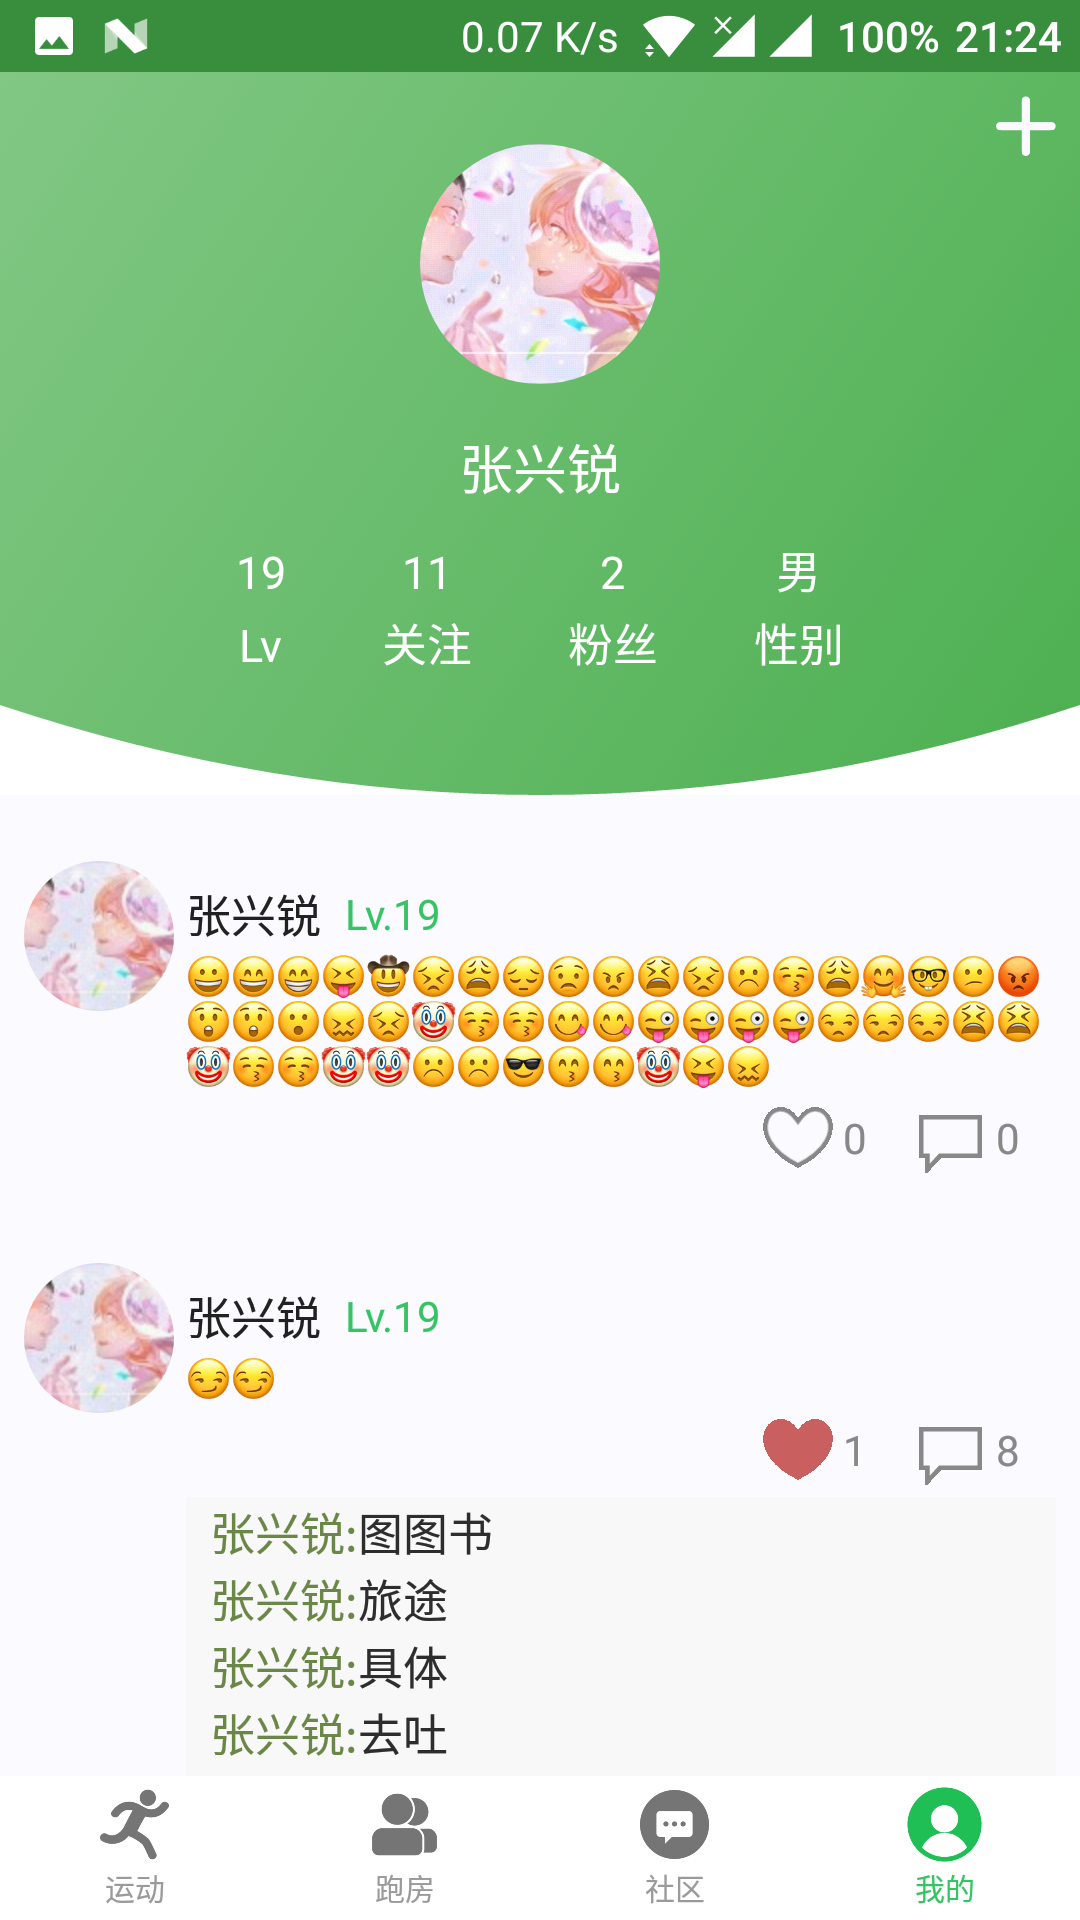 0.07 K/s 100% 21:24
张兴锐
19 11 2 男
Lv 关注 粉丝 性别
张兴锐 Lv.19
0 0
张兴锐 Lv.19
1 8
张兴锐:图图书
张兴锐:旅途
张兴锐:具体
张兴锐:去吐
运动 跑房 社区 我的